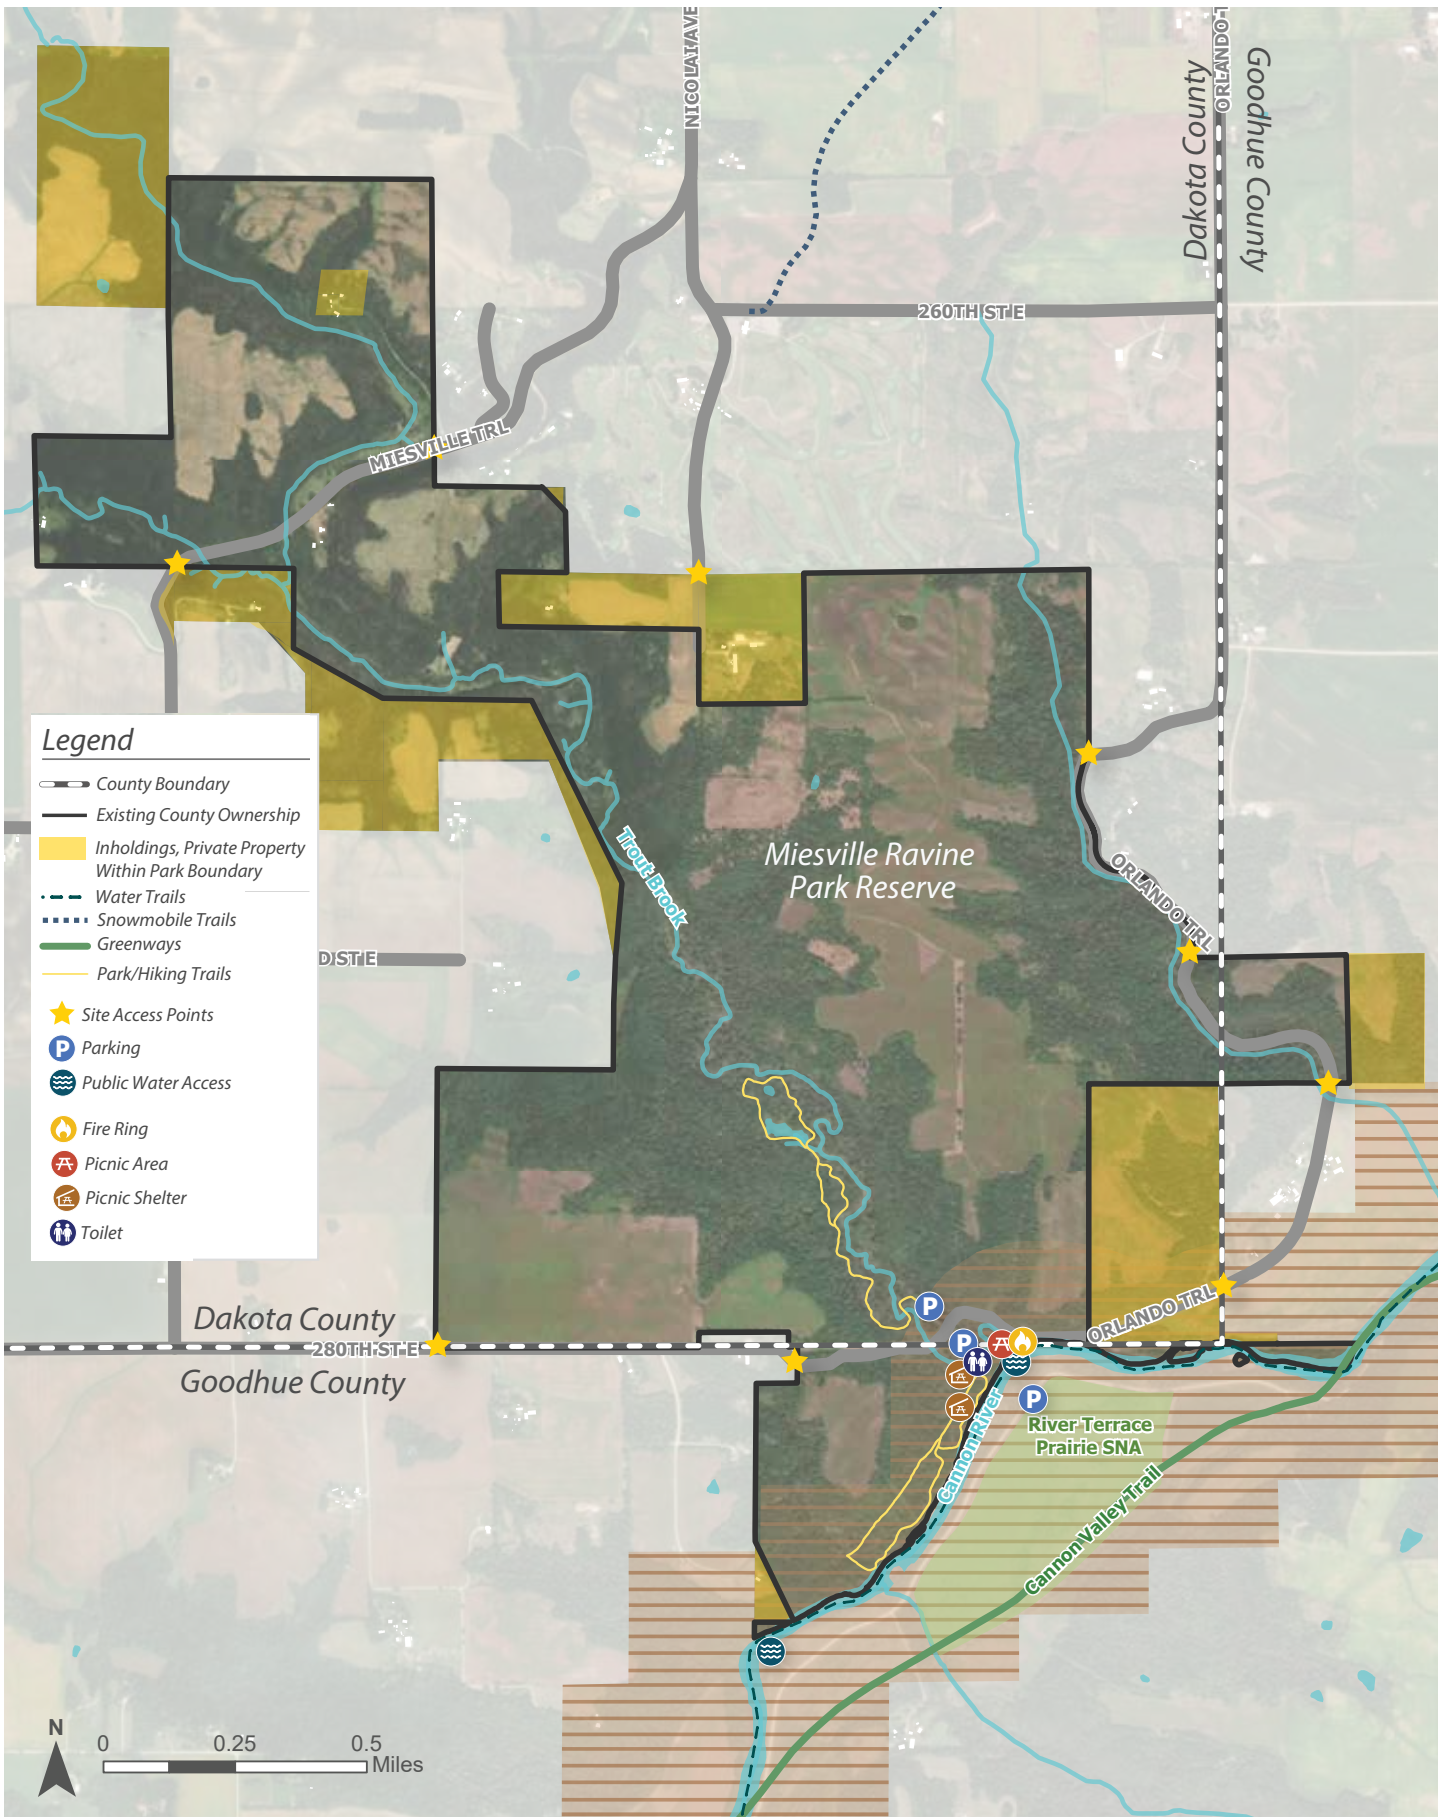 NICOLAI AVE
ORLANDO T
Dakota County
Goodhue County
260TH ST E
MIESVILLE TRL
Legend
County Boundary
Existing County Ownership
Inholdings, Private Property
Within Park Boundary
Water Trails
Snowmobile Trails
Greenways
Park/Hiking Trails
Site Access Points
P Parking
Public Water Access
Fire Ring
Picnic Area
Picnic Shelter
Toilet
D ST E
Trout Brook
Miesville Ravine
Park Reserve
ORLANDO TRL
ORLANDO TRL
P
P
P
Dakota County
280TH ST E
Goodhue County
Cannon River
River Terrace
Prairie SNA
Cannon Valley Trail
N
0 0.25 0.5
Miles